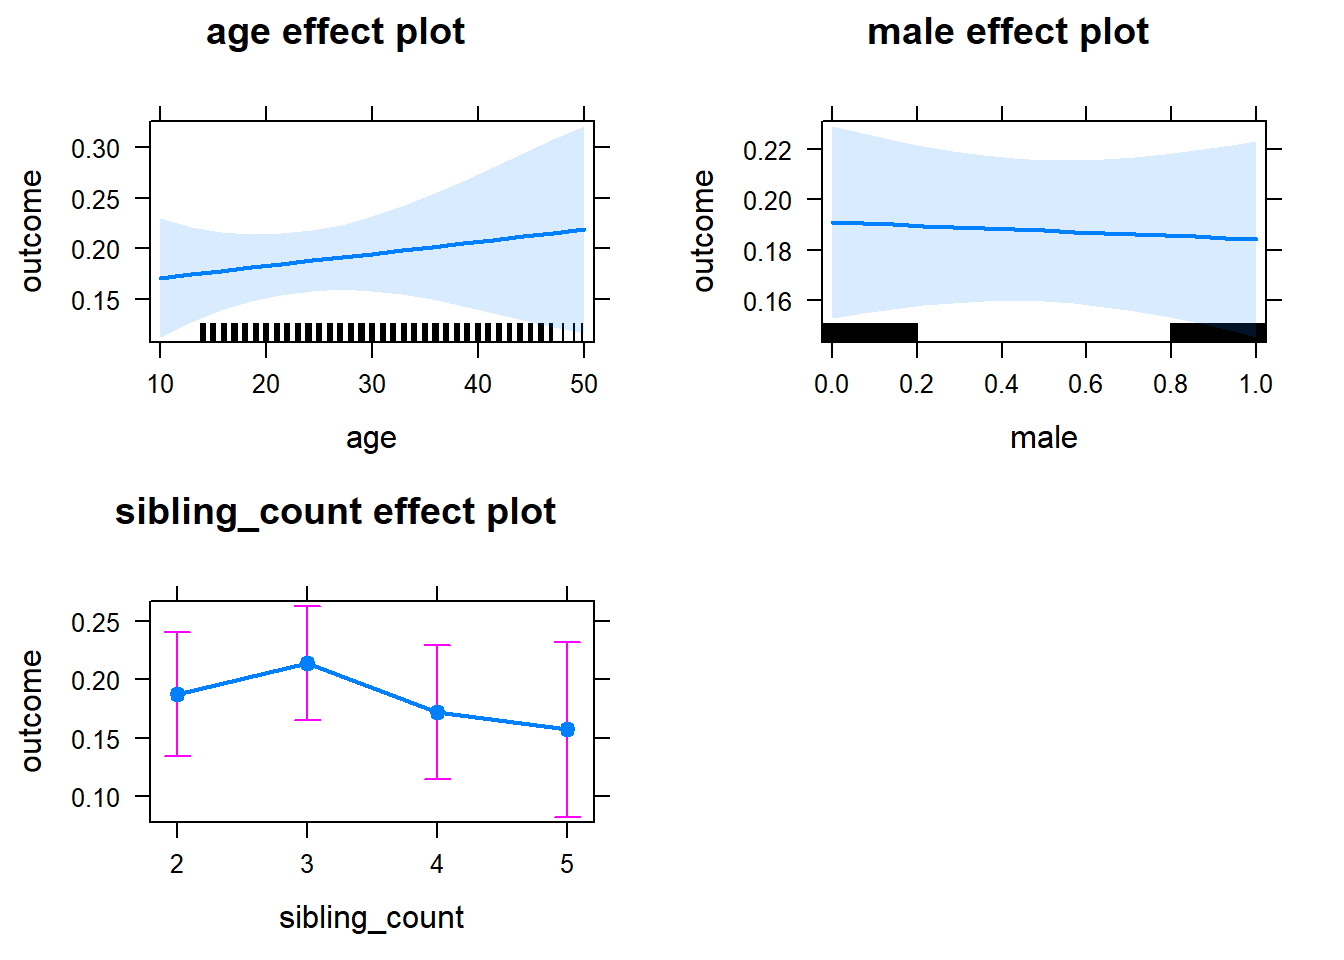 age effect plot
outcome
0.30
0.25
0.20
0.15
10 20 30 40 50
age
male effect plot
outcome
0.22
0.20
0.18
0.16
0.0 0.2 0.4 0.6 0.8 1.0
male
sibling_count effect plot
outcome
0.25
0.20
0.15
0.10
2 3 4 5
sibling_count